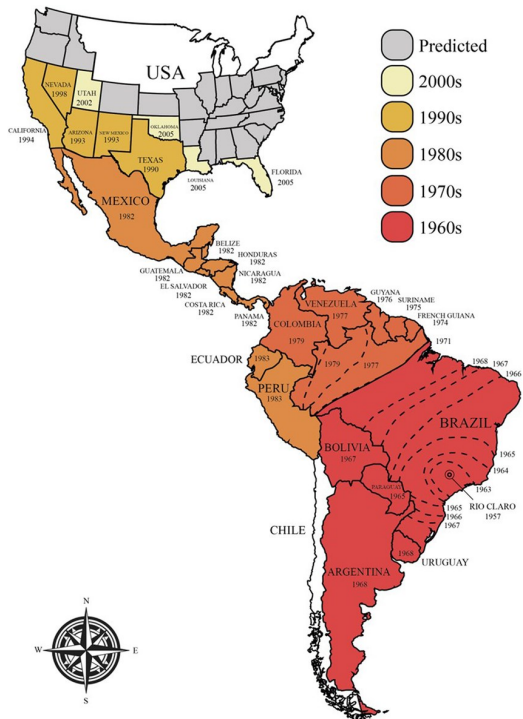 USA
Predicted
2000s
1990s
1980s
1970s
1960s
NEVADA
1998
UTAH
2002
CALIFORNIA
1994
ARIZONA
1993
NEW MEXICO
1993
OKLAHOMA
2005
TEXAS
1990
LOUISIANA
2005
FLORIDA
2005
MEXICO
1982
BELIZE
1982
HONDURAS
1982
GUATEMALA
1982
NICARAGUA
1982
EL SALVADOR
1982
COSTA RICA
1982
PANAMA
1982
VENEZUELA
1977
GUYANA
1976
SURINAME
1975
FRENCH GUIANA
1974
COLOMBIA
1979
1971
ECUADOR
1983
1979
1977
1968
1967
1966
PERU
1983
BRAZIL
BOLIVIA
1967
1965
1964
PARAGUAY
1965
1963
RIO CLARO
1957
1965
1966
1967
CHILE
1968
URUGUAY
ARGENTINA
1968
N
W
E
S